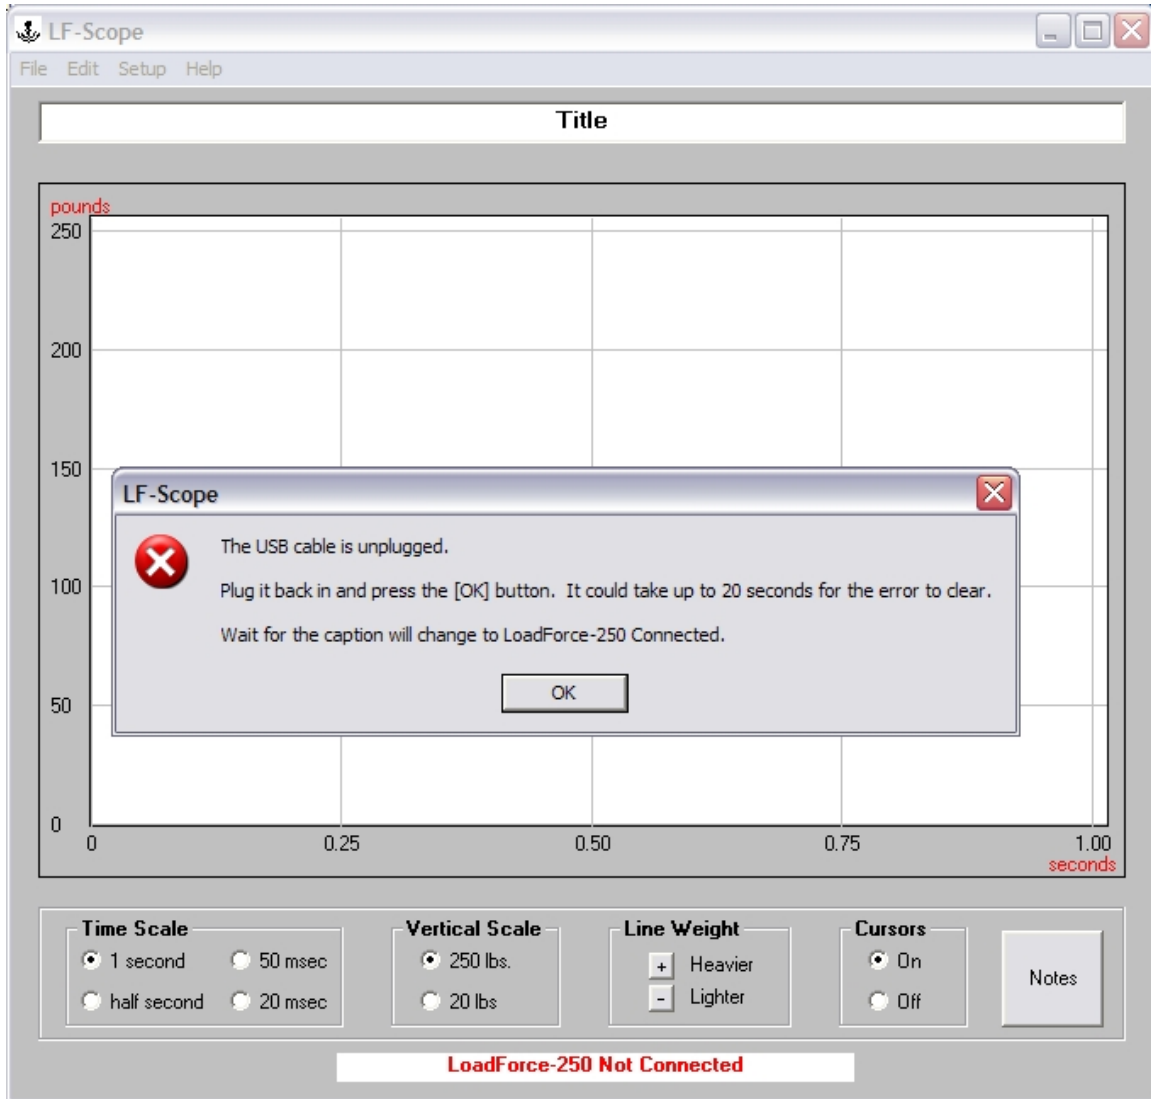 LF-Scope
File Edit Setup Help
Title
pounds
250
200
150
100
50
0
LF-Scope
The USB cable is unplugged.
Plug it back in and press the [OK] button. It could take up to 20 seconds for the error to clear.
Wait for the caption will change to LoadForce-250 Connected.
OK
0 0.25 0.50 0.75 1.00
seconds
Time Scale Vertical Scale Line Weight Cursors
1 second 50 msec 250 lbs. + Heavier On
half second 20 msec 20 lbs - Lighter Off
Notes
LoadForce-250 Not Connected